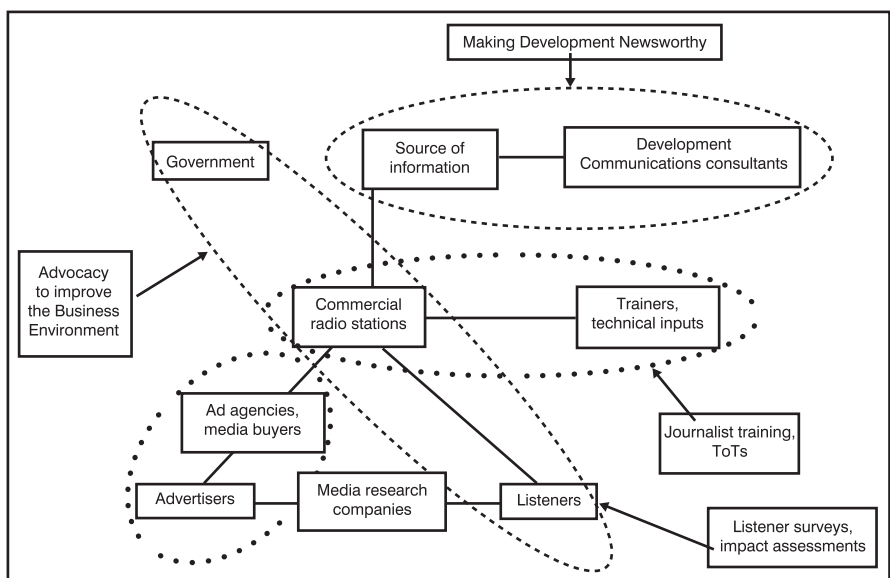 Making Development Newsworthy
Government
Source of
information
Development
Communications consultants
Advocacy
to improve
the Business
Environment
Commercial
radio stations
Trainers,
technical inputs
Ad agencies,
media buyers
Journalist training,
ToTs
Advertisers
Media research
companies
Listeners
Listener surveys,
impact assessments